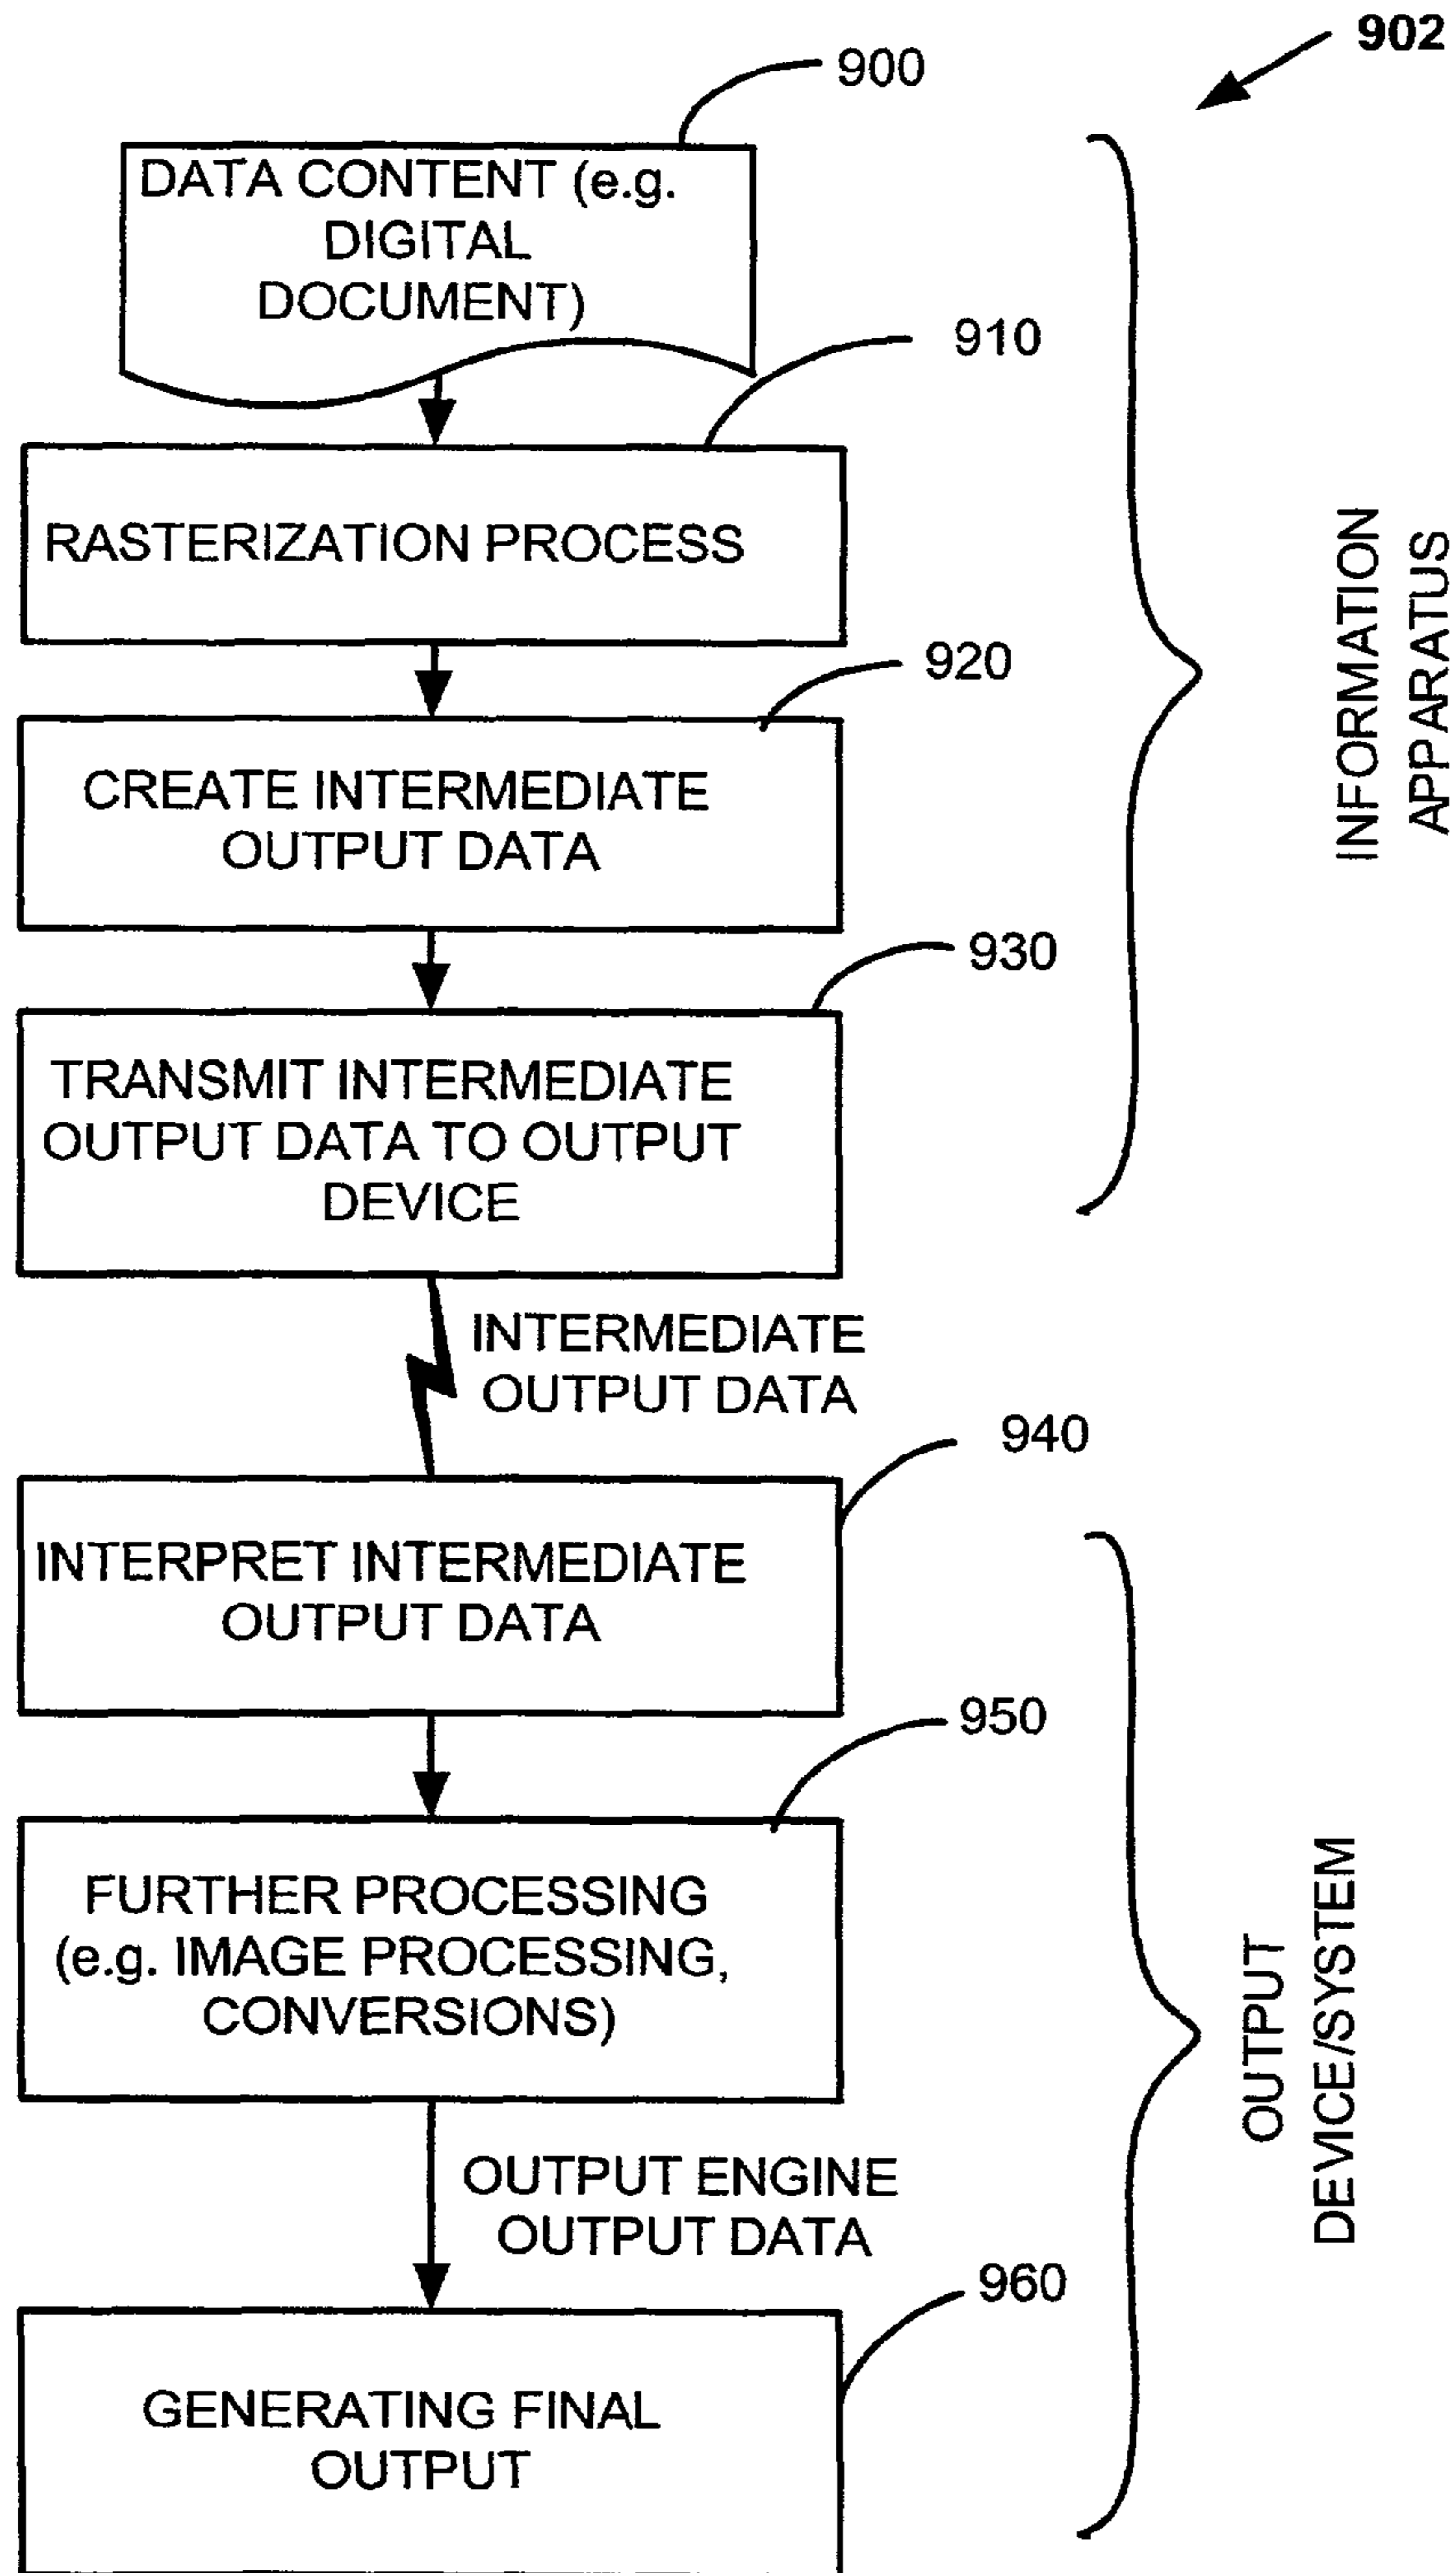 902
900
DATA CONTENT (e.g.
DIGITAL
DOCUMENT)
910
RASTERIZATION PROCESS
920
CREATE INTERMEDIATE
OUTPUT DATA
930
TRANSMIT INTERMEDIATE
OUTPUT DATA TO OUTPUT
DEVICE
INFORMATION
APPARATUS
INTERMEDIATE
OUTPUT DATA
940
INTERPRET INTERMEDIATE
OUTPUT DATA
950
FURTHER PROCESSING
(e.g. IMAGE PROCESSING,
CONVERSIONS)
OUTPUT
DEVICE/SYSTEM
OUTPUT ENGINE
OUTPUT DATA
960
GENERATING FINAL
OUTPUT